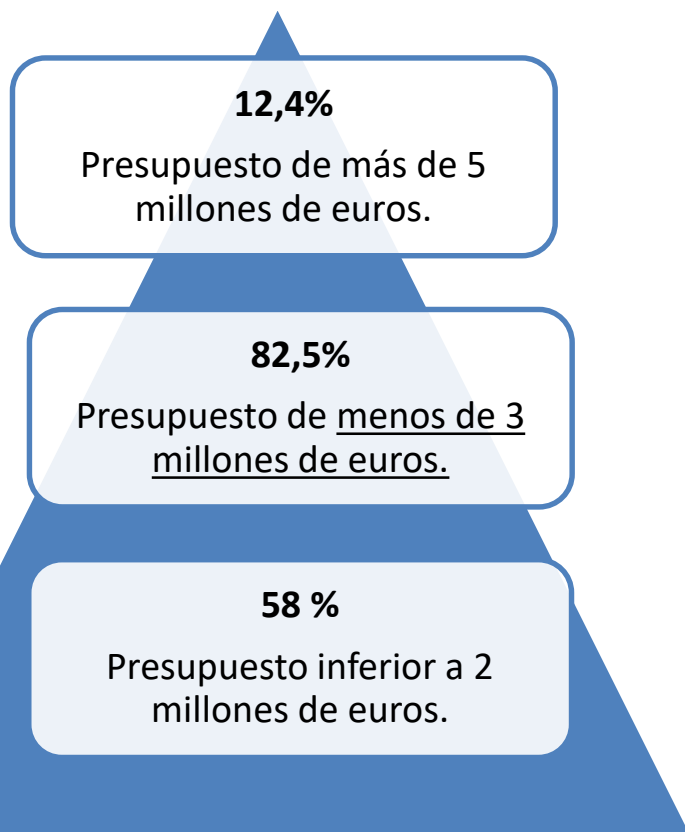 12,4%
Presupuesto de más de 5
millones de euros.
82,5%
Presupuesto de menos de 3
millones de euros.
58 %
Presupuesto inferior a 2
millones de euros.